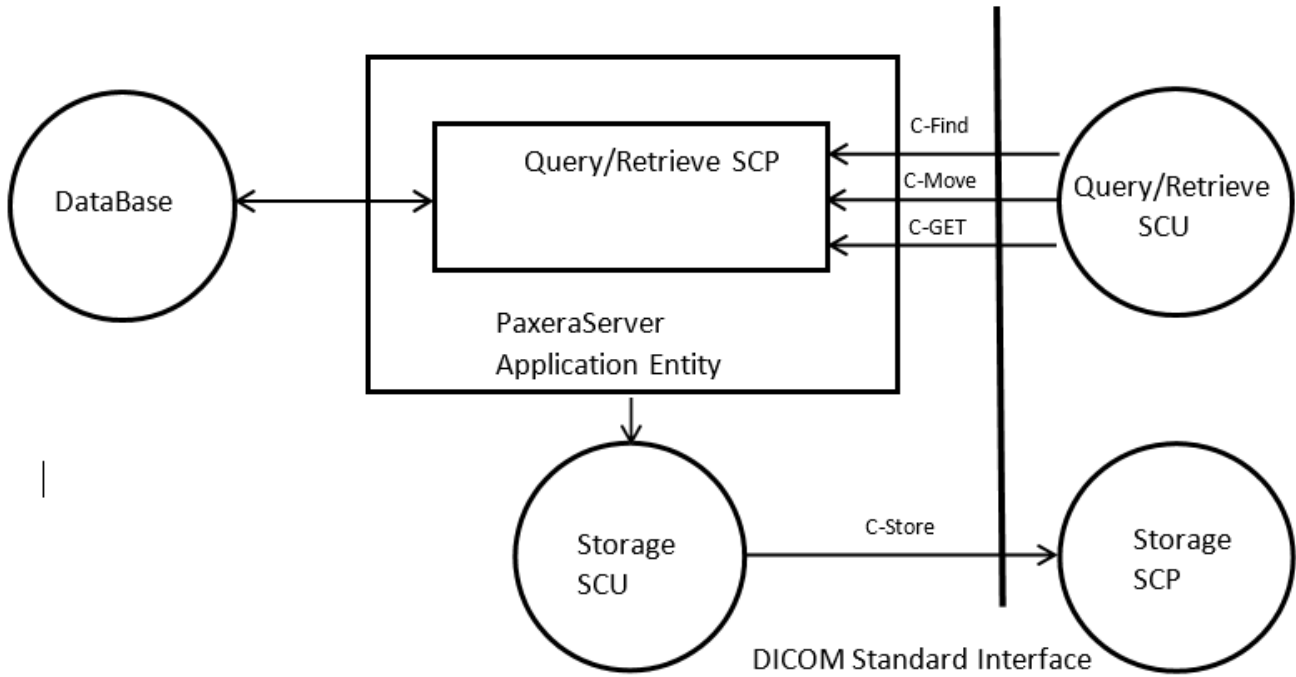 C-Find
Query/Retrieve SCP
C-Move
Query/Retrieve
SCU
DataBase
C-GET
PaxeraServer
Application Entity
C-Store
Storage
SCU
Storage
SCP
DICOM Standard Interface